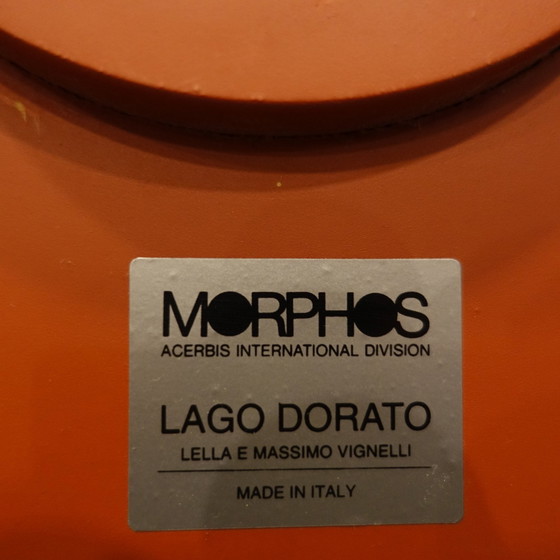 MORPHOS
ACERBIS INTERNATIONAL DIVISION
LAGO DORATO
LELLA E MASSIMO VIGNELLI
MADE IN ITALY